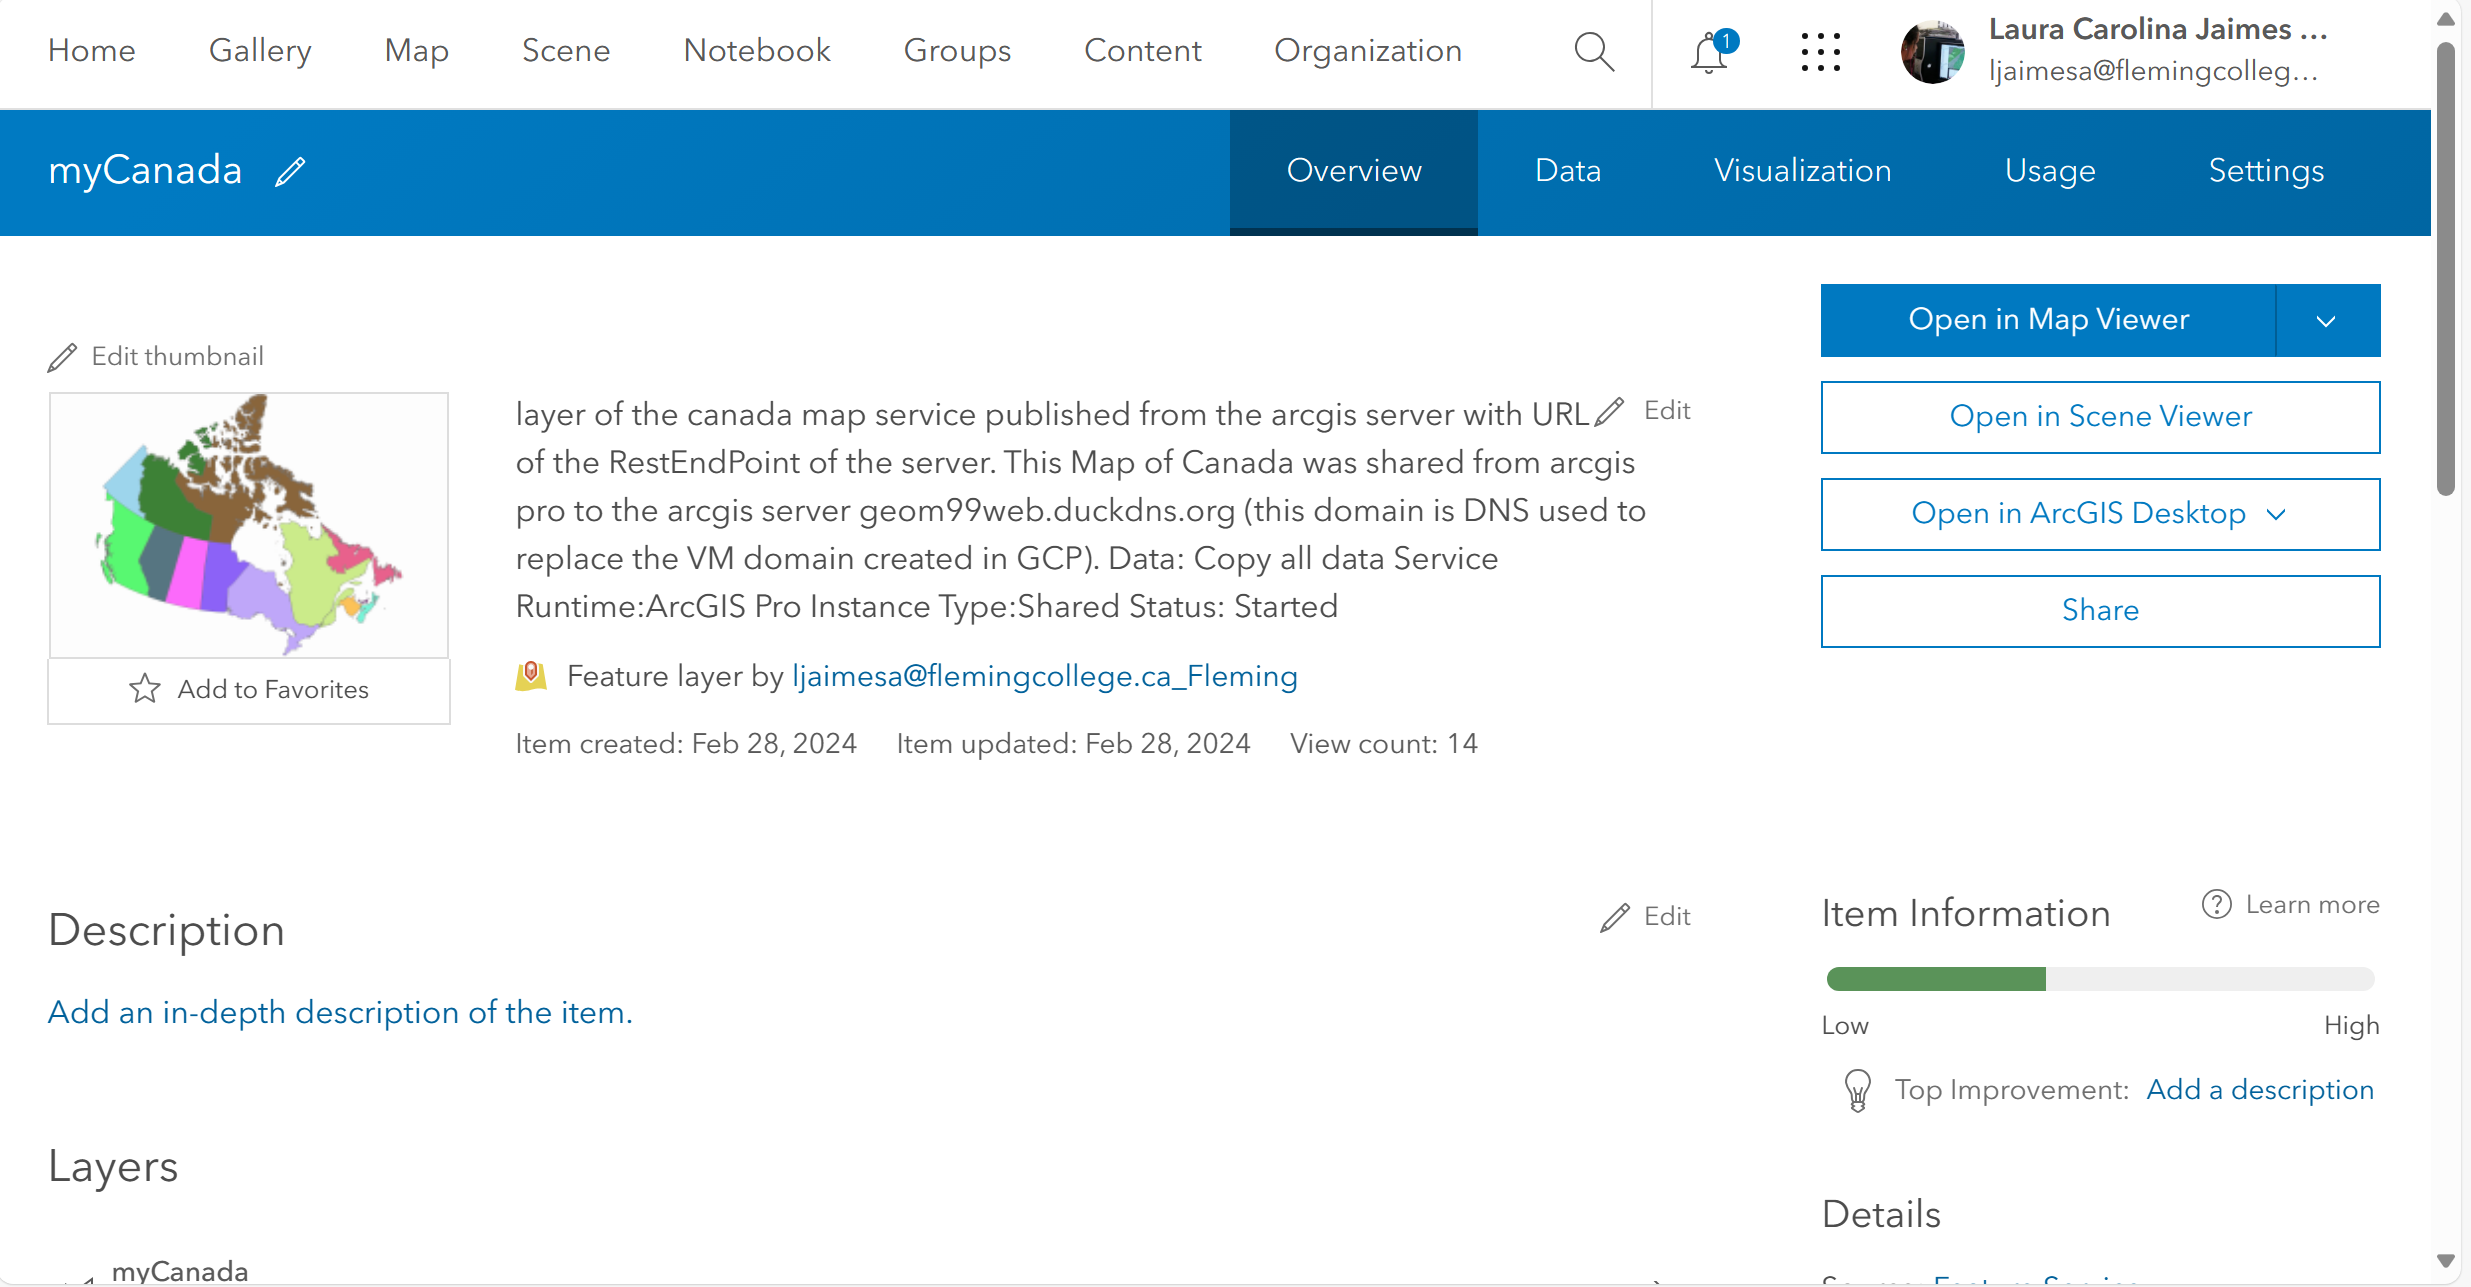 Home Gallery Map Scene Notebook Groups Content Organization
1
Laura Carolina Jaimes ...
ljaimesa@flemingcolleg...
myCanada
Overview Data Visualization Usage Settings
Edit thumbnail
Add to Favorites
layer of the canada map service published from the arcgis server with URL
of the RestEndPoint of the server. This Map of Canada was shared from arcgis
pro to the arcgis server geom99web.duckdns.org (this domain is DNS used to
replace the VM domain created in GCP). Data: Copy all data Service
Runtime:ArcGIS Pro Instance Type:Shared Status: Started
Edit
Feature layer by ljaimesa@flemingcollege.ca_Fleming
Item created: Feb 28, 2024 Item updated: Feb 28, 2024 View count: 14
Open in Map Viewer
Open in Scene Viewer
Open in ArcGIS Desktop
Share
Description
Edit
Add an in-depth description of the item.
Layers
myCanada
Item Information
? Learn more
Low High
Top Improvement: Add a description
Details